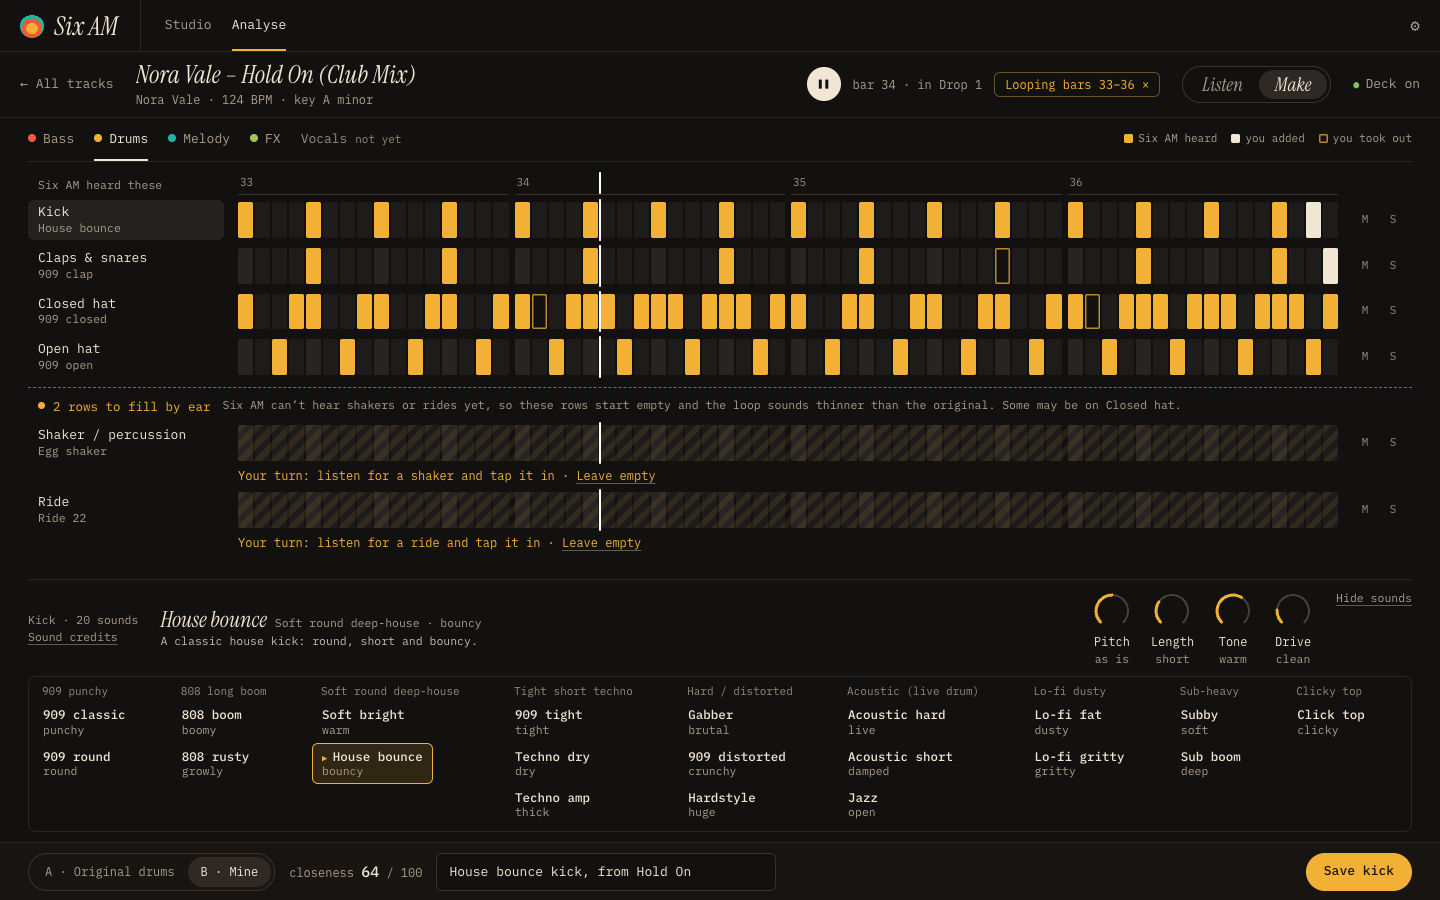 Six AM
Studio Analyse
⚙
← All tracks
Nora Vale – Hold On (Club Mix)
Nora Vale · 124 BPM · key A minor
bar 34 · in Drop 1
Looping bars 33–36 ×
Listen Make
Deck on
Bass Drums Melody FX Vocals not yet
Six AM heard you added you took out
Six AM heard these
33 34 35 36
Kick
House bounce
M S
Claps & snares
909 clap
M S
Closed hat
909 closed
M S
Open hat
909 open
M S
2 rows to fill by ear Six AM can’t hear shakers or rides yet, so these rows start empty and the loop sounds thinner than the original. Some may be on Closed hat.
Shaker / percussion
Egg shaker
M S
Your turn: listen for a shaker and tap it in · Leave empty
Ride
Ride 22
M S
Your turn: listen for a ride and tap it in · Leave empty
Kick · 20 sounds
Sound credits
House bounce Soft round deep-house · bouncy
A classic house kick: round, short and bouncy.
Pitch
as is
Length
short
Tone
warm
Drive
clean
Hide sounds
909 punchy
909 classic
punchy
909 round
round
808 long boom
808 boom
boomy
808 rusty
growly
Soft round deep-house
Soft bright
warm
▸ House bounce
bouncy
Tight short techno
909 tight
tight
Techno dry
dry
Techno amp
thick
Hard / distorted
Gabber
brutal
909 distorted
crunchy
Hardstyle
huge
Acoustic (live drum)
Acoustic hard
live
Acoustic short
damped
Jazz
open
Lo-fi dusty
Lo-fi fat
dusty
Lo-fi gritty
gritty
Sub-heavy
Subby
soft
Sub boom
deep
Clicky top
Click top
clicky
A · Original drums B · Mine
closeness 64 / 100
House bounce kick, from Hold On
Save kick